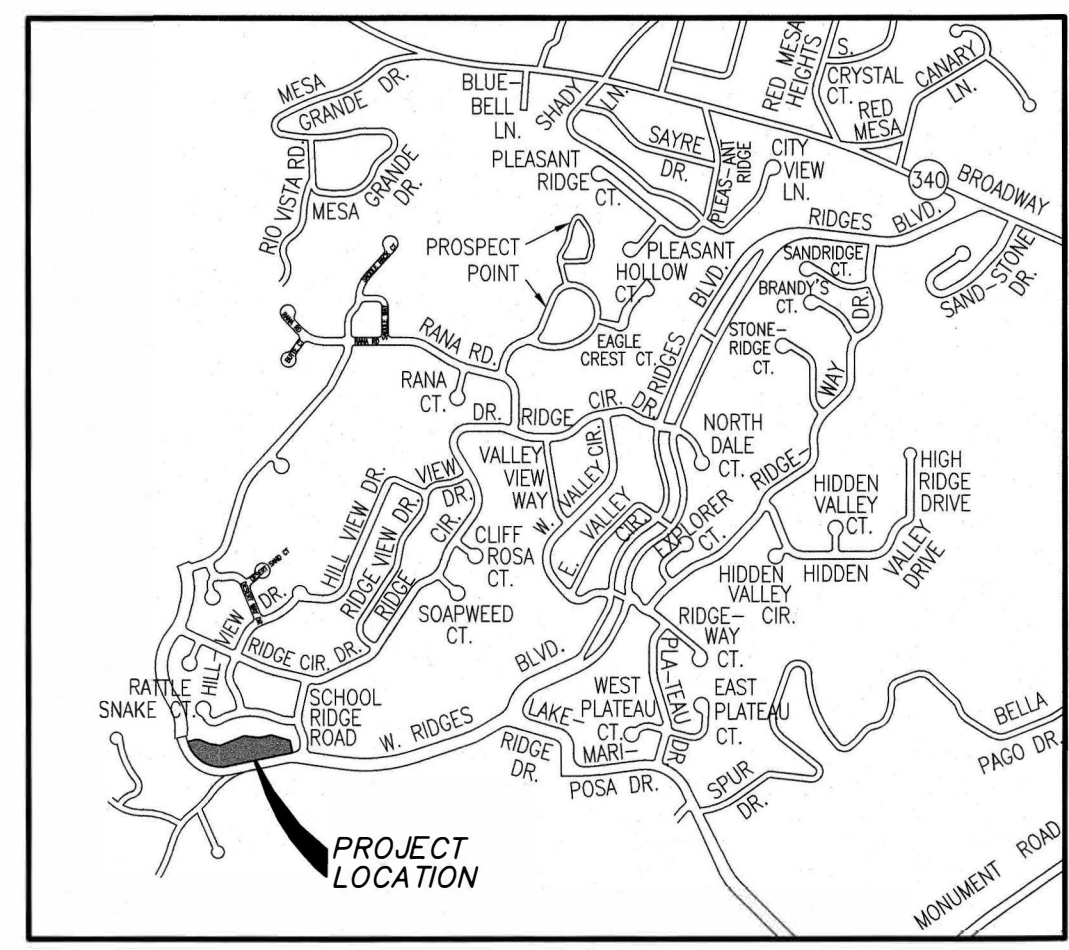 MESA
GRANDE DR.
MESA GRANDE
DR.
RIO VISTA RD.
BLUE-
BELL
LN.
SHADY
LN.
SAYRE
DR.
PLEAS-ANT
RIDGE
PLEASANT
RIDGE
CT.
RED MESA
HEIGHTS
S.
CRYSTAL
CT.
RED
MESA
CANARY
LN.
CITY
VIEW
LN.
340
BROADWAY
RIDGES
BLVD.
SAND-STONE
DR.
PROSPECT
POINT
PLEASANT
HOLLOW
CT.
EAGLE
CREST CT.
RIDGES
BLVD.
SANDRIDGE
CT.
BRANDY'S
CT.
DR.
STONE-
RIDGE
CT.
WAY
RIDGE-
RANA RD
RANA RD
RANA RD.
RANA
CT.
DR.
RIDGE
CIR.
DR.
NORTH
DALE
CT.
VALLEY
VIEW
WAY
W. VALLEY CIR.
E. VALLEY
CIR.
EXPLORER
CT.
HIDDEN
VALLEY
CT.
HIGH
RIDGE
DRIVE
HIDDEN
VALLEY
DRIVE
HIDDEN
VALLEY
CIR.
HILL VIEW DR.
RIDGE VIEW DR.
VIEW
DR.
RIDGE
CIR.
DR.
CLIFF
ROSA
CT.
SOAPWEED
CT.
HILL-VIEW
DR.
RIDGE CIR. DR.
RATTLE
SNAKE CT.
SCHOOL
RIDGE
ROAD
W. RIDGES
BLVD.
RIDGE-
WAY
CT.
PLA-TEAU
DR.
WEST
PLATEAU
CT.
EAST
PLATEAU
CT.
LAKE-
RIDGE
DR.
MARI-
POSA DR.
SPUR
DR.
BELLA
PAGO DR.
MONUMENT ROAD
PROJECT
LOCATION